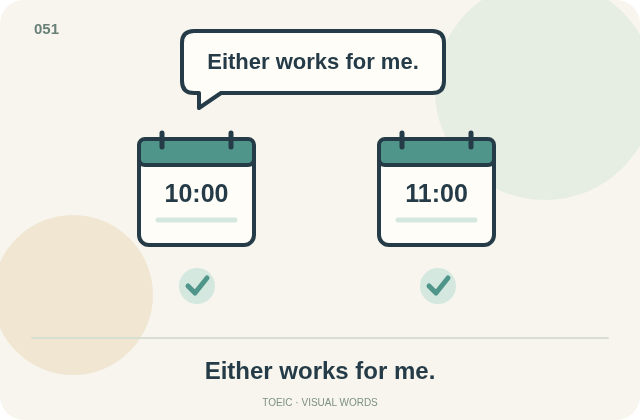 051
Either works for me.
10:00
11:00
Either works for me.
TOEIC · VISUAL WORDS